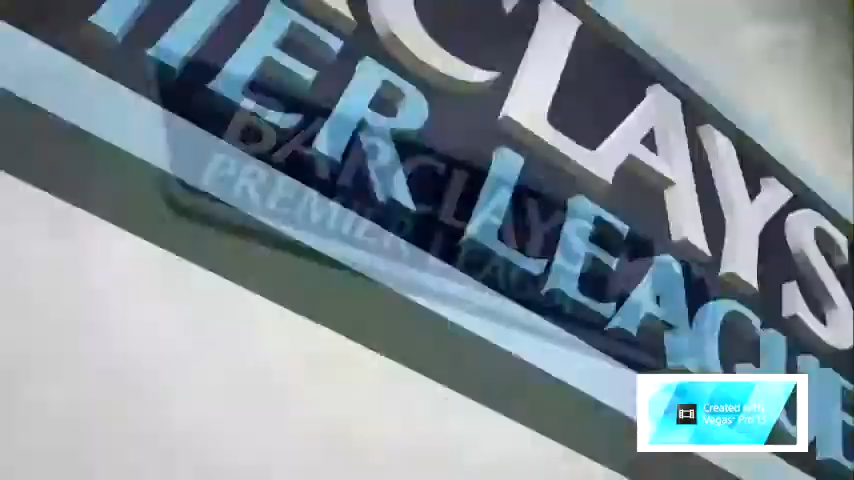 CLAYS
IER LEAGUE
BARCLAYS
PREMIER LEAGUE
Created with
Vegas Pro 13